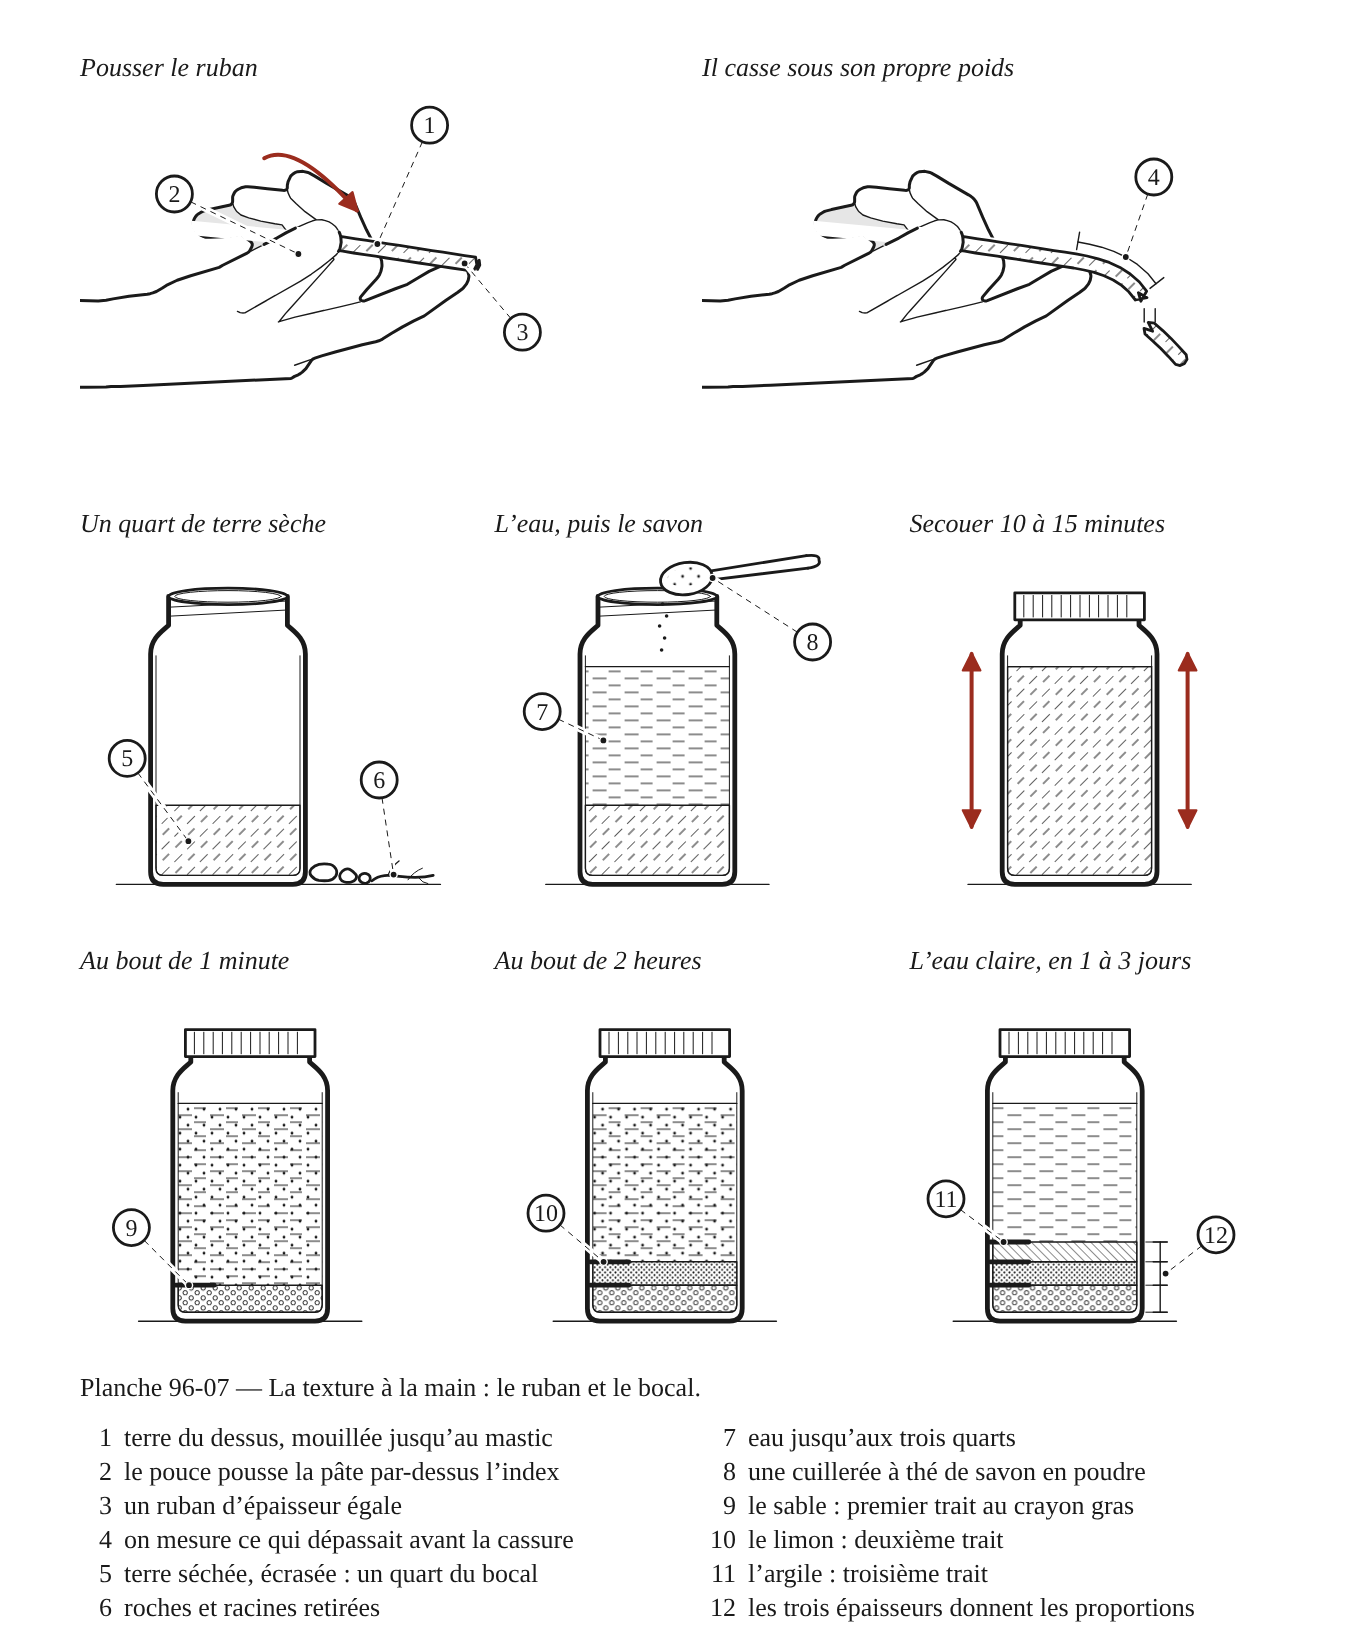 Pousser le ruban
Il casse sous son propre poids
1
2
3
4
Un quart de terre sèche
L’eau, puis le savon
Secouer 10 à 15 minutes
5
6
7
8
Au bout de 1 minute
Au bout de 2 heures
L’eau claire, en 1 à 3 jours
9
10
11
12
Planche 96-07 — La texture à la main : le ruban et le bocal.
1 terre du dessus, mouillée jusqu’au mastic
2 le pouce pousse la pâte par-dessus l’index
3 un ruban d’épaisseur égale
4 on mesure ce qui dépassait avant la cassure
5 terre séchée, écrasée : un quart du bocal
6 roches et racines retirées
7 eau jusqu’aux trois quarts
8 une cuillerée à thé de savon en poudre
9 le sable : premier trait au crayon gras
10 le limon : deuxième trait
11 l’argile : troisième trait
12 les trois épaisseurs donnent les proportions